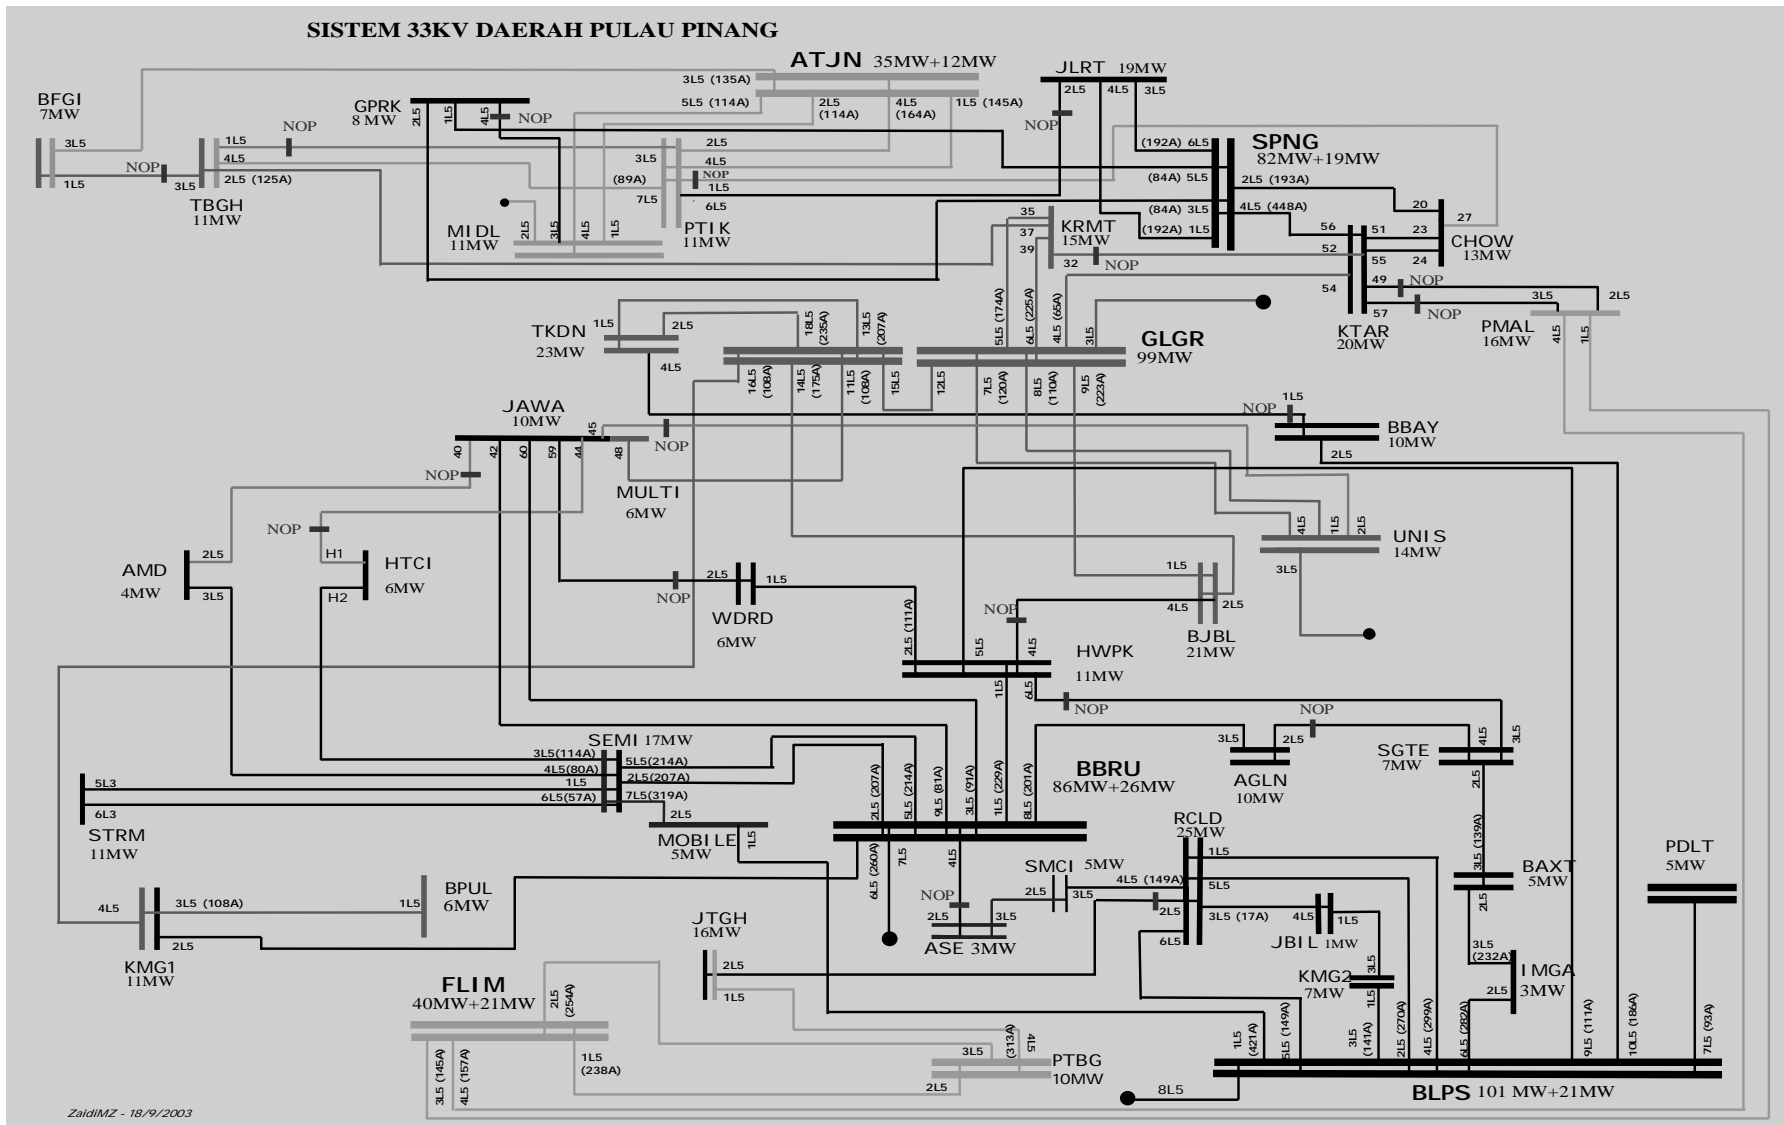 SISTEM 33KV DAERAH PULAU PINANG
ATJN 35MW+12MW
3L5 (135A)
5L5 (114A)
2L5
(114A)
4L5
(164A)
1L5 (145A)
JLRT 19MW
2L5
4L5
3L5
NOP
BFGI
7MW
3L5
1L5
NOP
GPRK
8 MW
2L5
1L5
4L5
NOP
NOP
1L5
4L5
2L5 (125A)
3L5
TBGH
11MW
2L5
3L5
4L5
(89A)
NOP
1L5
7L5
6L5
PTIK
11MW
MIDL
11MW
2L5
3L5
4L5
1L5
SPNG
82MW+19MW
(192A) 6L5
(84A) 5L5
(84A) 3L5
(192A) 1L5
2L5 (193A)
4L5 (448A)
35
37
39
32
KRMT
15MW
NOP
20
27
23
24
CHOW
13MW
56
51
52
55
54
49
57
NOP
NOP
KTAR
20MW
3L5
2L5
PMAL
16MW
4L5
1L5
TKDN
23MW
1L5
2L5
4L5
18L5
(235A)
13L5
(207A)
16L5
(108A)
14L5
(175A)
11L5
(108A)
15L5
5L5 (174A)
6L5 (225A)
4L5 (65A)
3L5
GLGR
99MW
12L5
7L5
(120A)
8L5
(110A)
9L5
(223A)
JAWA
10MW
40
42
60
59
44
45
48
NOP
NOP
MULTI
6MW
NOP
1L5
BBAY
10MW
2L5
4L5
1L5
2L5
UNIS
14MW
3L5
AMD
4MW
2L5
3L5
NOP
H1
H2
HTCI
6MW
NOP
2L5
1L5
WDRD
6MW
1L5
4L5
2L5
BJBL
21MW
NOP
2L5 (111A)
5L5
4L5
HWPK
11MW
1L5
6L5
NOP
SEMI 17MW
3L5(114A)
4L5(80A)
1L5
6L5(57A)
5L5(214A)
2L5(207A)
7L5(319A)
5L3
6L3
STRM
11MW
2L5
MOBILE
5MW
1L5
2L5 (207A)
5L5 (214A)
9L5 (81A)
3L5 (91A)
1L5 (229A)
8L5 (201A)
BBRU
86MW+26MW
6L5 (260A)
7L5
4L5
3L5
2L5
AGLN
10MW
NOP
4L5
3L5
SGTE
7MW
2L5
3L5 (139A)
BAXT
5MW
2L5
3L5
(232A)
2L5
IMGA
3MW
PDLT
5MW
RCLD
25MW
1L5
5L5
4L5 (149A)
2L5
3L5 (17A)
6L5
SMCI 5MW
2L5
3L5
NOP
2L5
3L5
ASE 3MW
4L5
1L5
JBIL 1MW
3L5
KMG2
7MW
1L5
4L5
3L5 (108A)
2L5
KMG1
11MW
BPUL
6MW
1L5
JTGH
16MW
2L5
1L5
FLIM
40MW+21MW
2L5
(254A)
1L5
(238A)
3L5 (145A)
4L5 (157A)
3L5
4L5
(313A)
2L5
PTBG
10MW
1L5
(421A)
5L5 (149A)
3L5
(141A)
2L5 (270A)
4L5 (299A)
6L5 (282A)
9L5 (111A)
10L5 (186A)
7L5 (93A)
8L5
BLPS 101 MW+21MW
ZaidiMZ - 18/9/2003